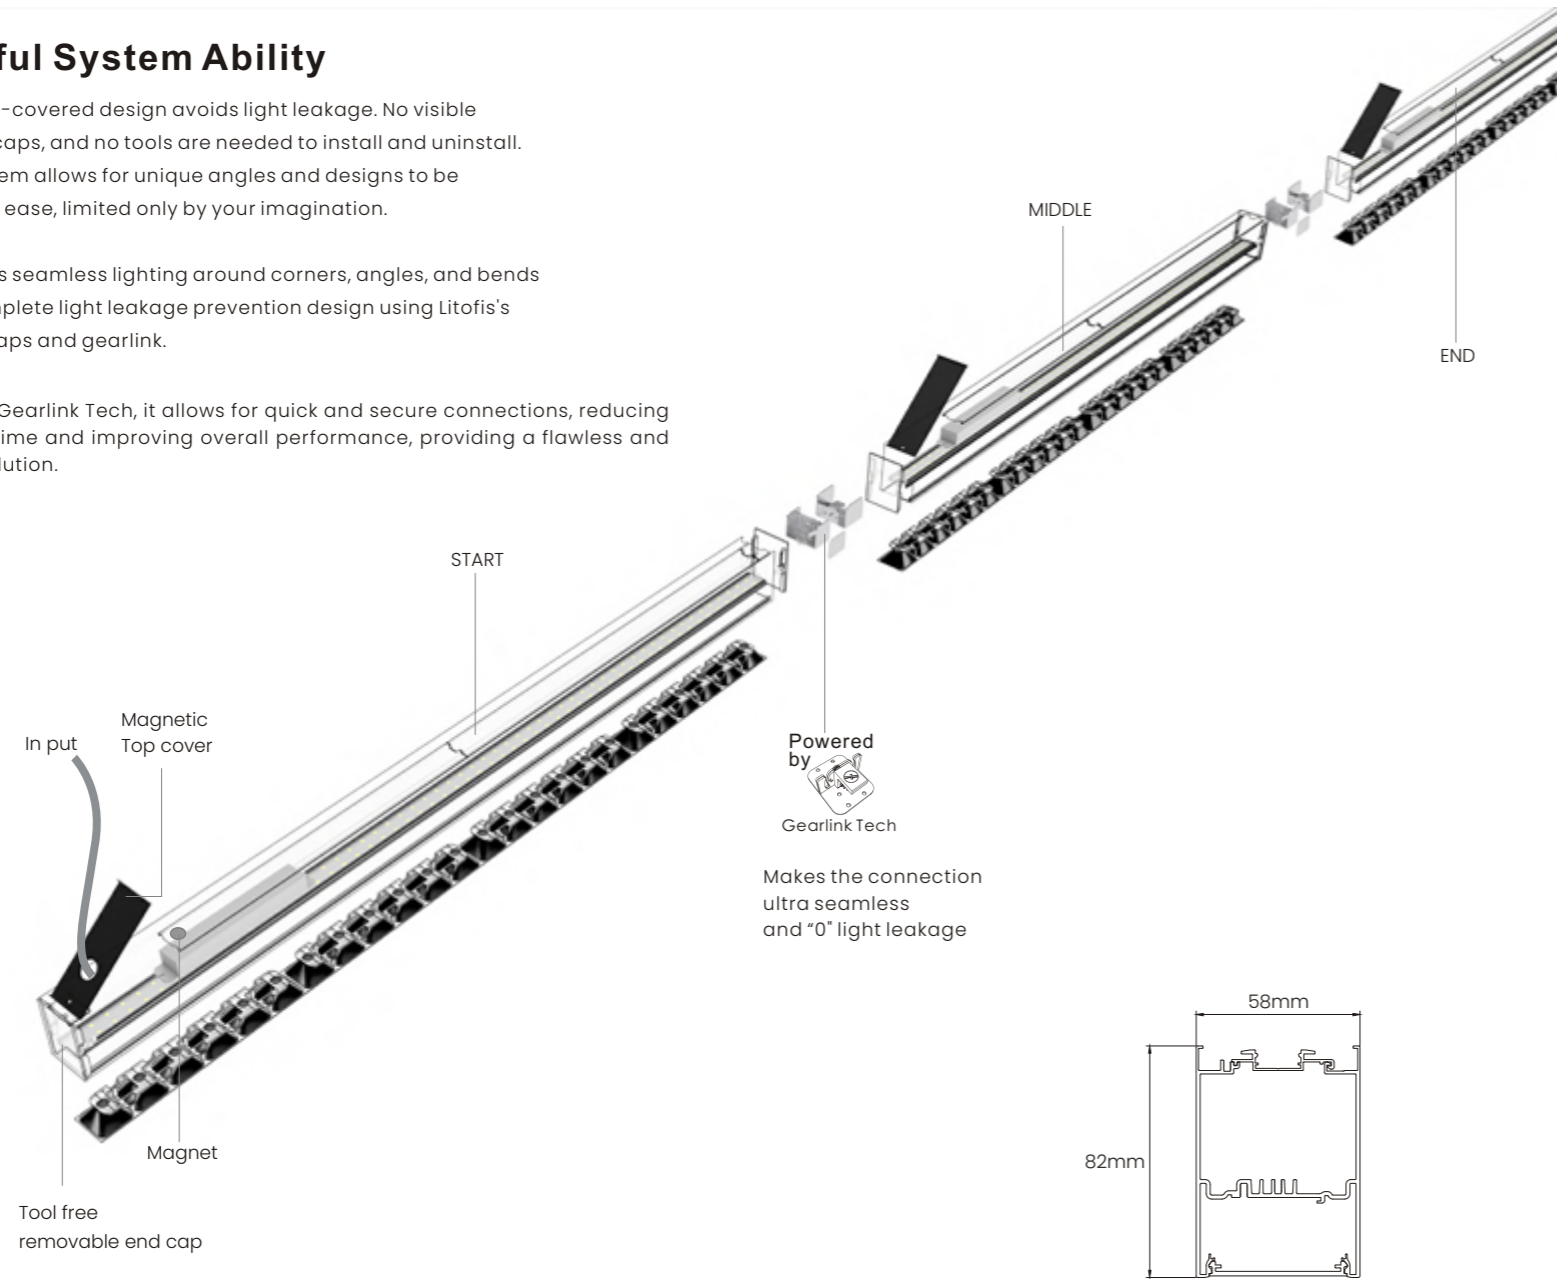 ful System Ability
-covered design avoids light leakage. No visible
caps, and no tools are needed to install and uninstall.
em allows for unique angles and designs to be
ease, limited only by your imagination.
s seamless lighting around corners, angles, and bends
plete light leakage prevention design using Litofis's
aps and gearlink.
Gearlink Tech, it allows for quick and secure connections, reducing
ime and improving overall performance, providing a flawless and
lution.
MIDDLE
END
START
Magnetic
Top cover
In put
Powered
by
Gearlink Tech
Makes the connection
ultra seamless
and “0" light leakage
58mm
82mm
Magnet
Tool free
removable end cap